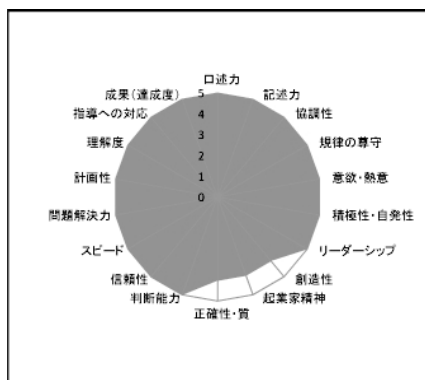 口述力
記述力
協調性
規律の尊守
意欲・熱意
積極性・自発性
リーダーシップ
創造性
起業家精神
正確性・質
判断能力
信頼性
スピード
問題解決力
計画性
理解度
指導への対応
成果(達成度)
5
4
3
2
1
0